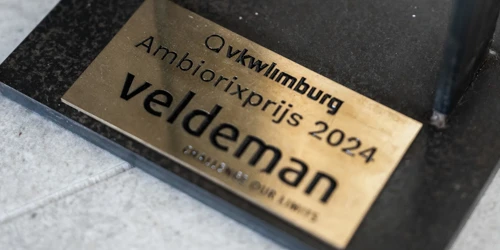 vkwlimburg
Ambiorixprijs 2024
veldeman
OUR LIMITS